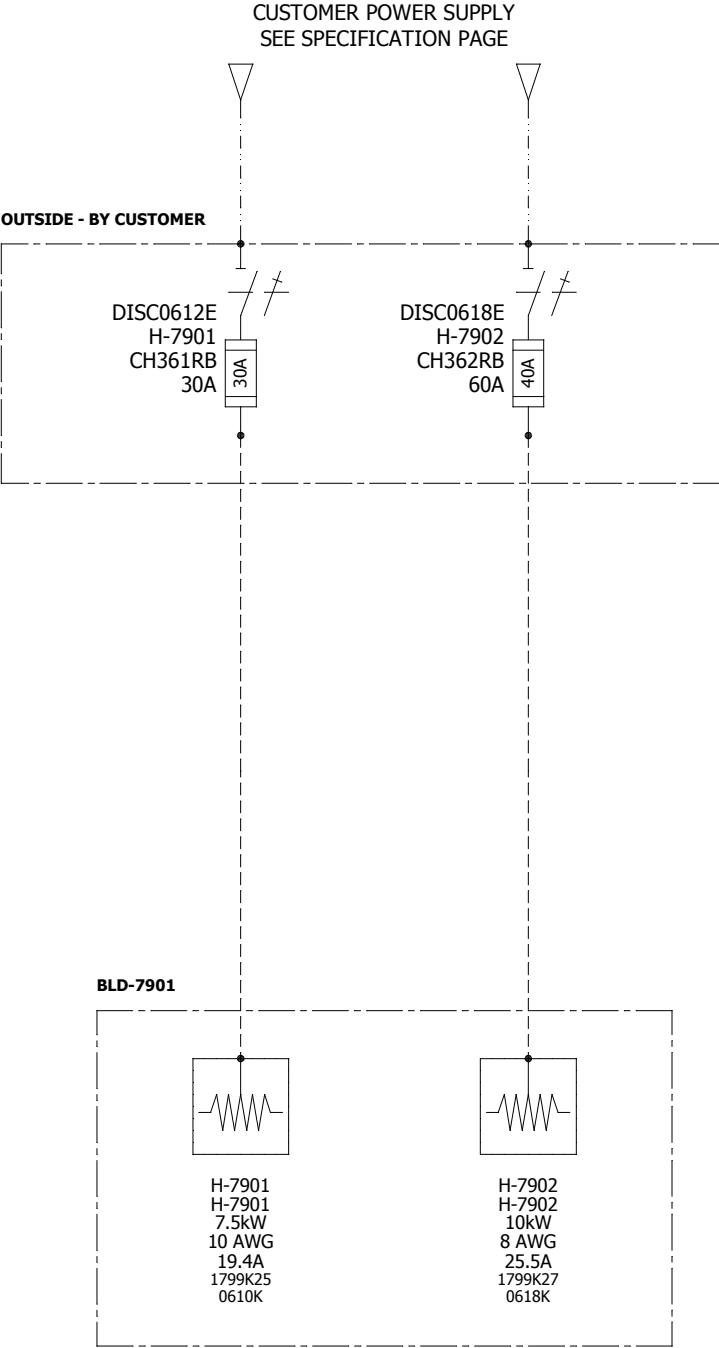 CUSTOMER POWER SUPPLY
SEE SPECIFICATION PAGE
OUTSIDE - BY CUSTOMER
DISC0612E
H-7901
CH361RB
30A
30A
DISC0618E
H-7902
CH362RB
60A
40A
BLD-7901
H-7901
H-7901
7.5kW
10 AWG
19.4A
1799K25
0610K
H-7902
H-7902
10kW
8 AWG
25.5A
1799K27
0618K